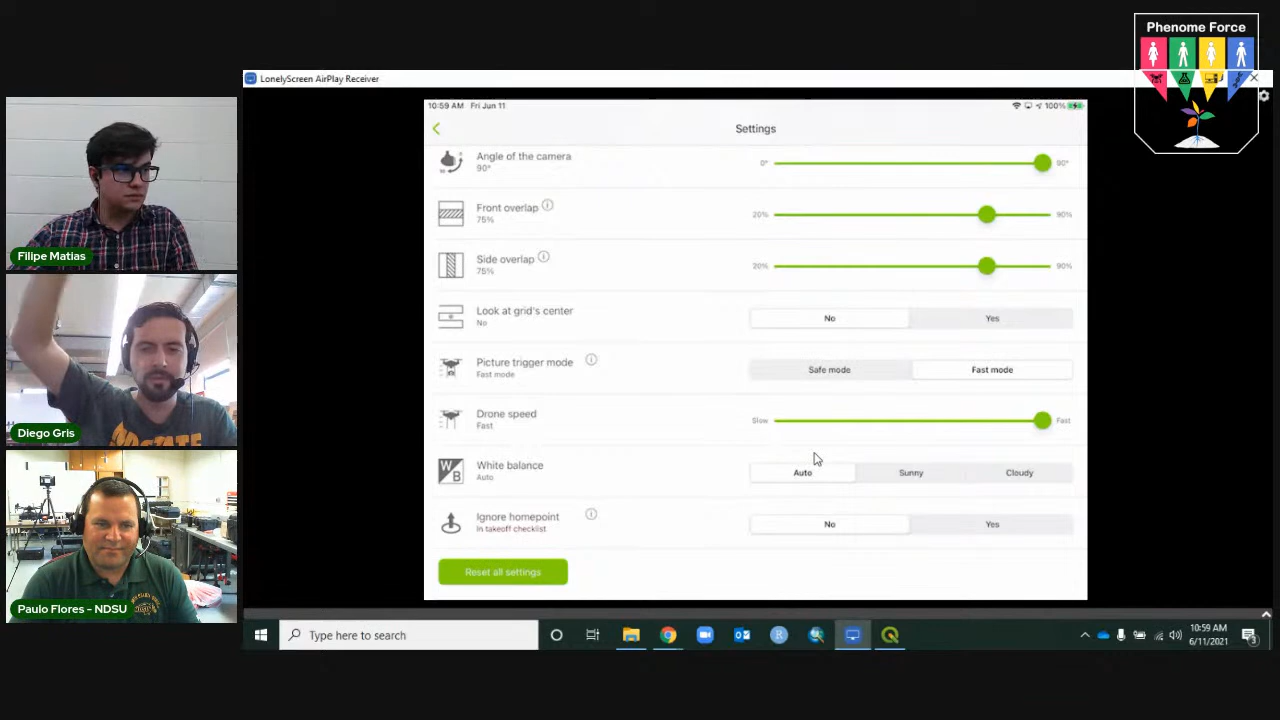 Phenome Force
LonelyScreen AirPlay Receiver
10:59 AM Fri Jun 11
100%
Settings
Angle of the camera
90°
0°
90°
Front overlap
75%
20%
90%
Side overlap
75%
20%
90%
Look at grid's center
No
No
Yes
Picture trigger mode
Fast mode
Safe mode
Fast mode
Drone speed
Fast
Slow
Fast
White balance
Auto
Auto
Sunny
Cloudy
WB
Ignore homepoint
In takeoff checklist
No
Yes
Reset all settings
Filipe Matias
Diego Gris
STATE
Paulo Flores - NDSU
Type here to search
10:59 AM
6/11/2021